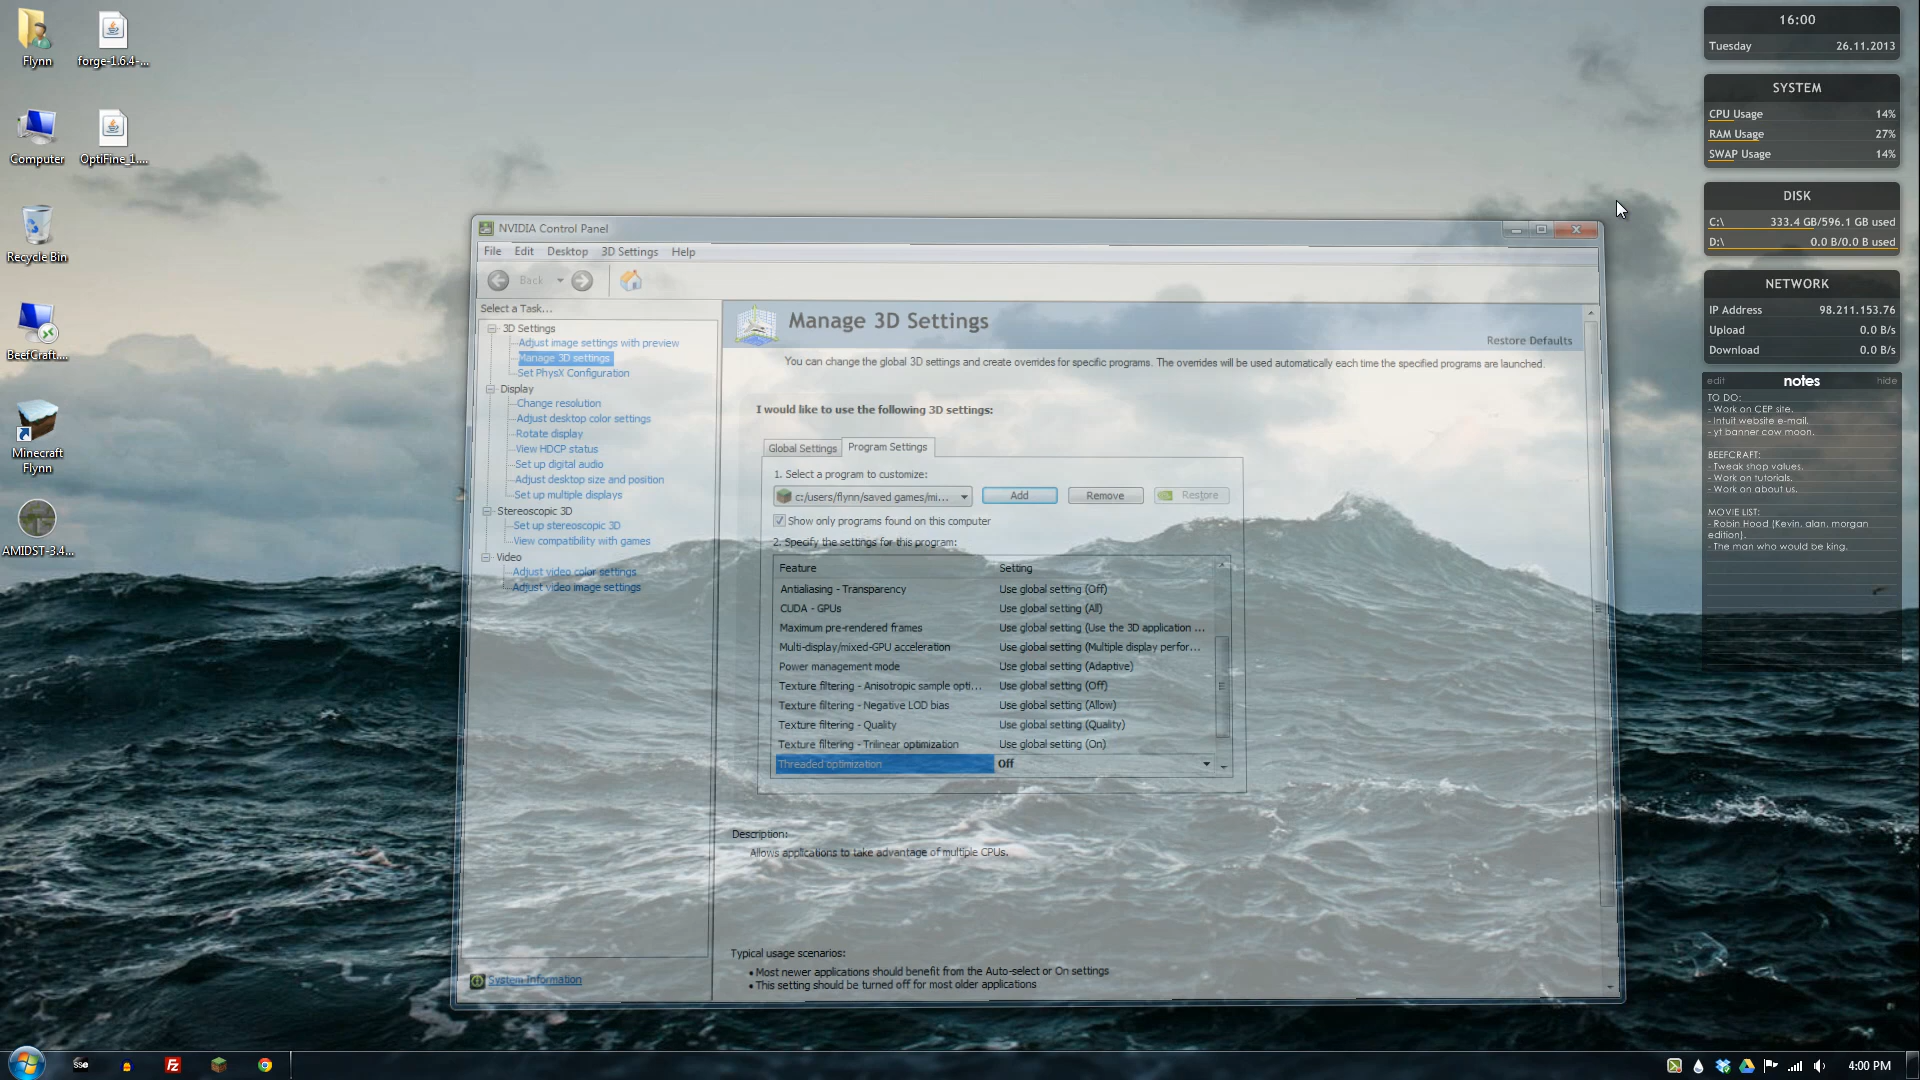 Flynn
forge-1.6.4-...
Computer
OptiFine_1....
Recycle Bin
BeefCraft....
Minecraft
Flynn
AMIDST-3.4...
NVIDIA Control Panel
File Edit Desktop 3D Settings Help
Back
Select a Task...
3D Settings
Adjust image settings with preview
Manage 3D settings
Set PhysX Configuration
Display
Change resolution
Adjust desktop color settings
Rotate display
View HDCP status
Set up digital audio
Adjust desktop size and position
Set up multiple displays
Stereoscopic 3D
Set up stereoscopic 3D
View compatibility with games
Video
Adjust video color settings
Adjust video image settings
System Information
Manage 3D Settings
Restore Defaults
You can change the global 3D settings and create overrides for specific programs. The overrides will be used automatically each time the specified programs are launched.
I would like to use the following 3D settings:
Global Settings Program Settings
1. Select a program to customize:
c:/users/flynn/saved games/mi... Add Remove Restore
Show only programs found on this computer
2. Specify the settings for this program:
Feature Setting
Antialiasing - Transparency Use global setting (Off)
CUDA - GPUs Use global setting (All)
Maximum pre-rendered frames Use global setting (Use the 3D application ...
Multi-display/mixed-GPU acceleration Use global setting (Multiple display perfor...
Power management mode Use global setting (Adaptive)
Texture filtering - Anisotropic sample opti... Use global setting (Off)
Texture filtering - Negative LOD bias Use global setting (Allow)
Texture filtering - Quality Use global setting (Quality)
Texture filtering - Trilinear optimization Use global setting (On)
Threaded optimization Off
Description:
Allows applications to take advantage of multiple CPUs.
Typical usage scenarios:
• Most newer applications should benefit from the Auto-select or On settings
• This setting should be turned off for most older applications
16:00
Tuesday 26.11.2013
SYSTEM
CPU Usage 14%
RAM Usage 27%
SWAP Usage 14%
DISK
C:\ 333.4 GB/596.1 GB used
D:\ 0.0 B/0.0 B used
NETWORK
IP Address 98.211.153.76
Upload 0.0 B/s
Download 0.0 B/s
edit notes hide
TO DO:
- Work on CEP site.
- Intuit website e-mail.
- yt banner cow moon.
BEEFCRAFT:
- Tweak shop values.
- Work on tutorials.
- Work on about us.
MOVIE LIST:
- Robin Hood (Kevin, alan, morgan
edition).
- The man who would be king.
sse
FZ
4:00 PM